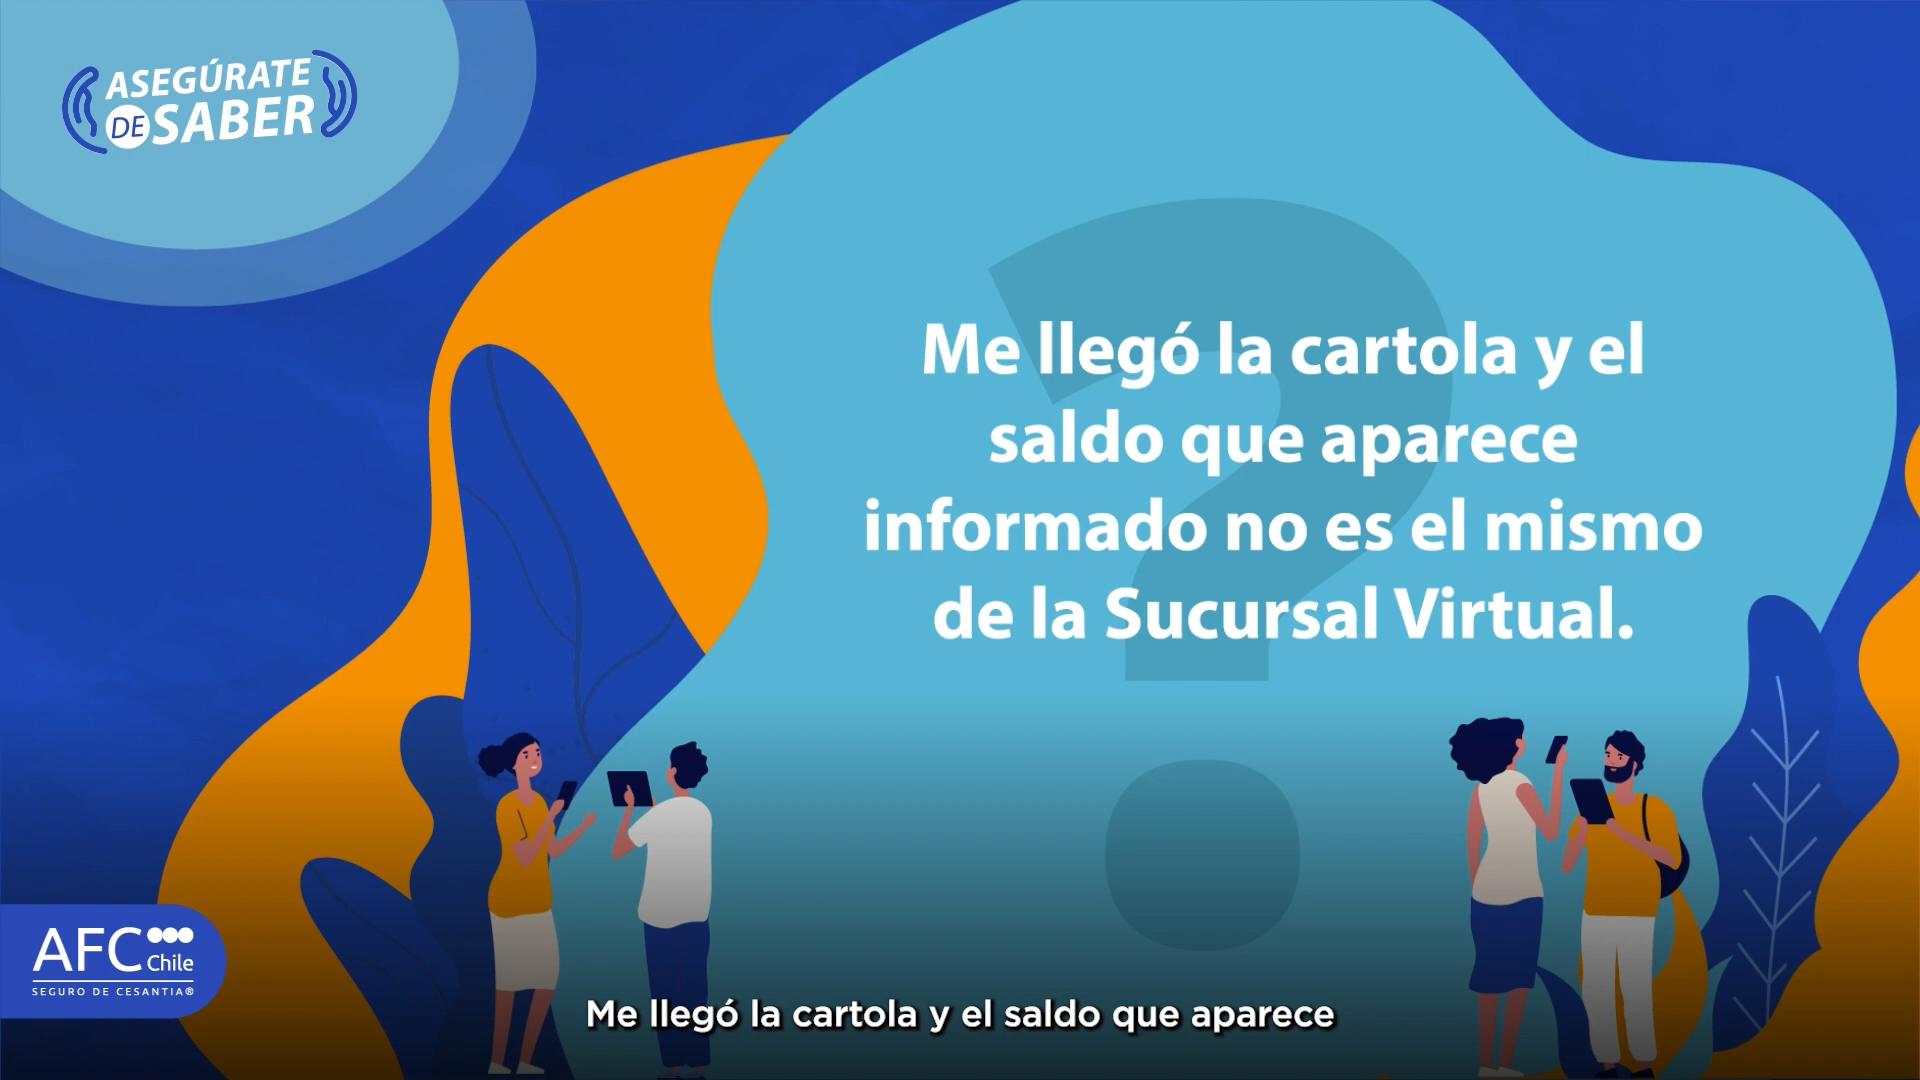 ASEGÚRATE
DE SABER
Me llegó la cartola y el
saldo que aparece
informado no es el mismo
de la Sucursal Virtual.
?
AFC
Chile
SEGURO DE CESANTIA®
Me llegó la cartola y el saldo que aparece